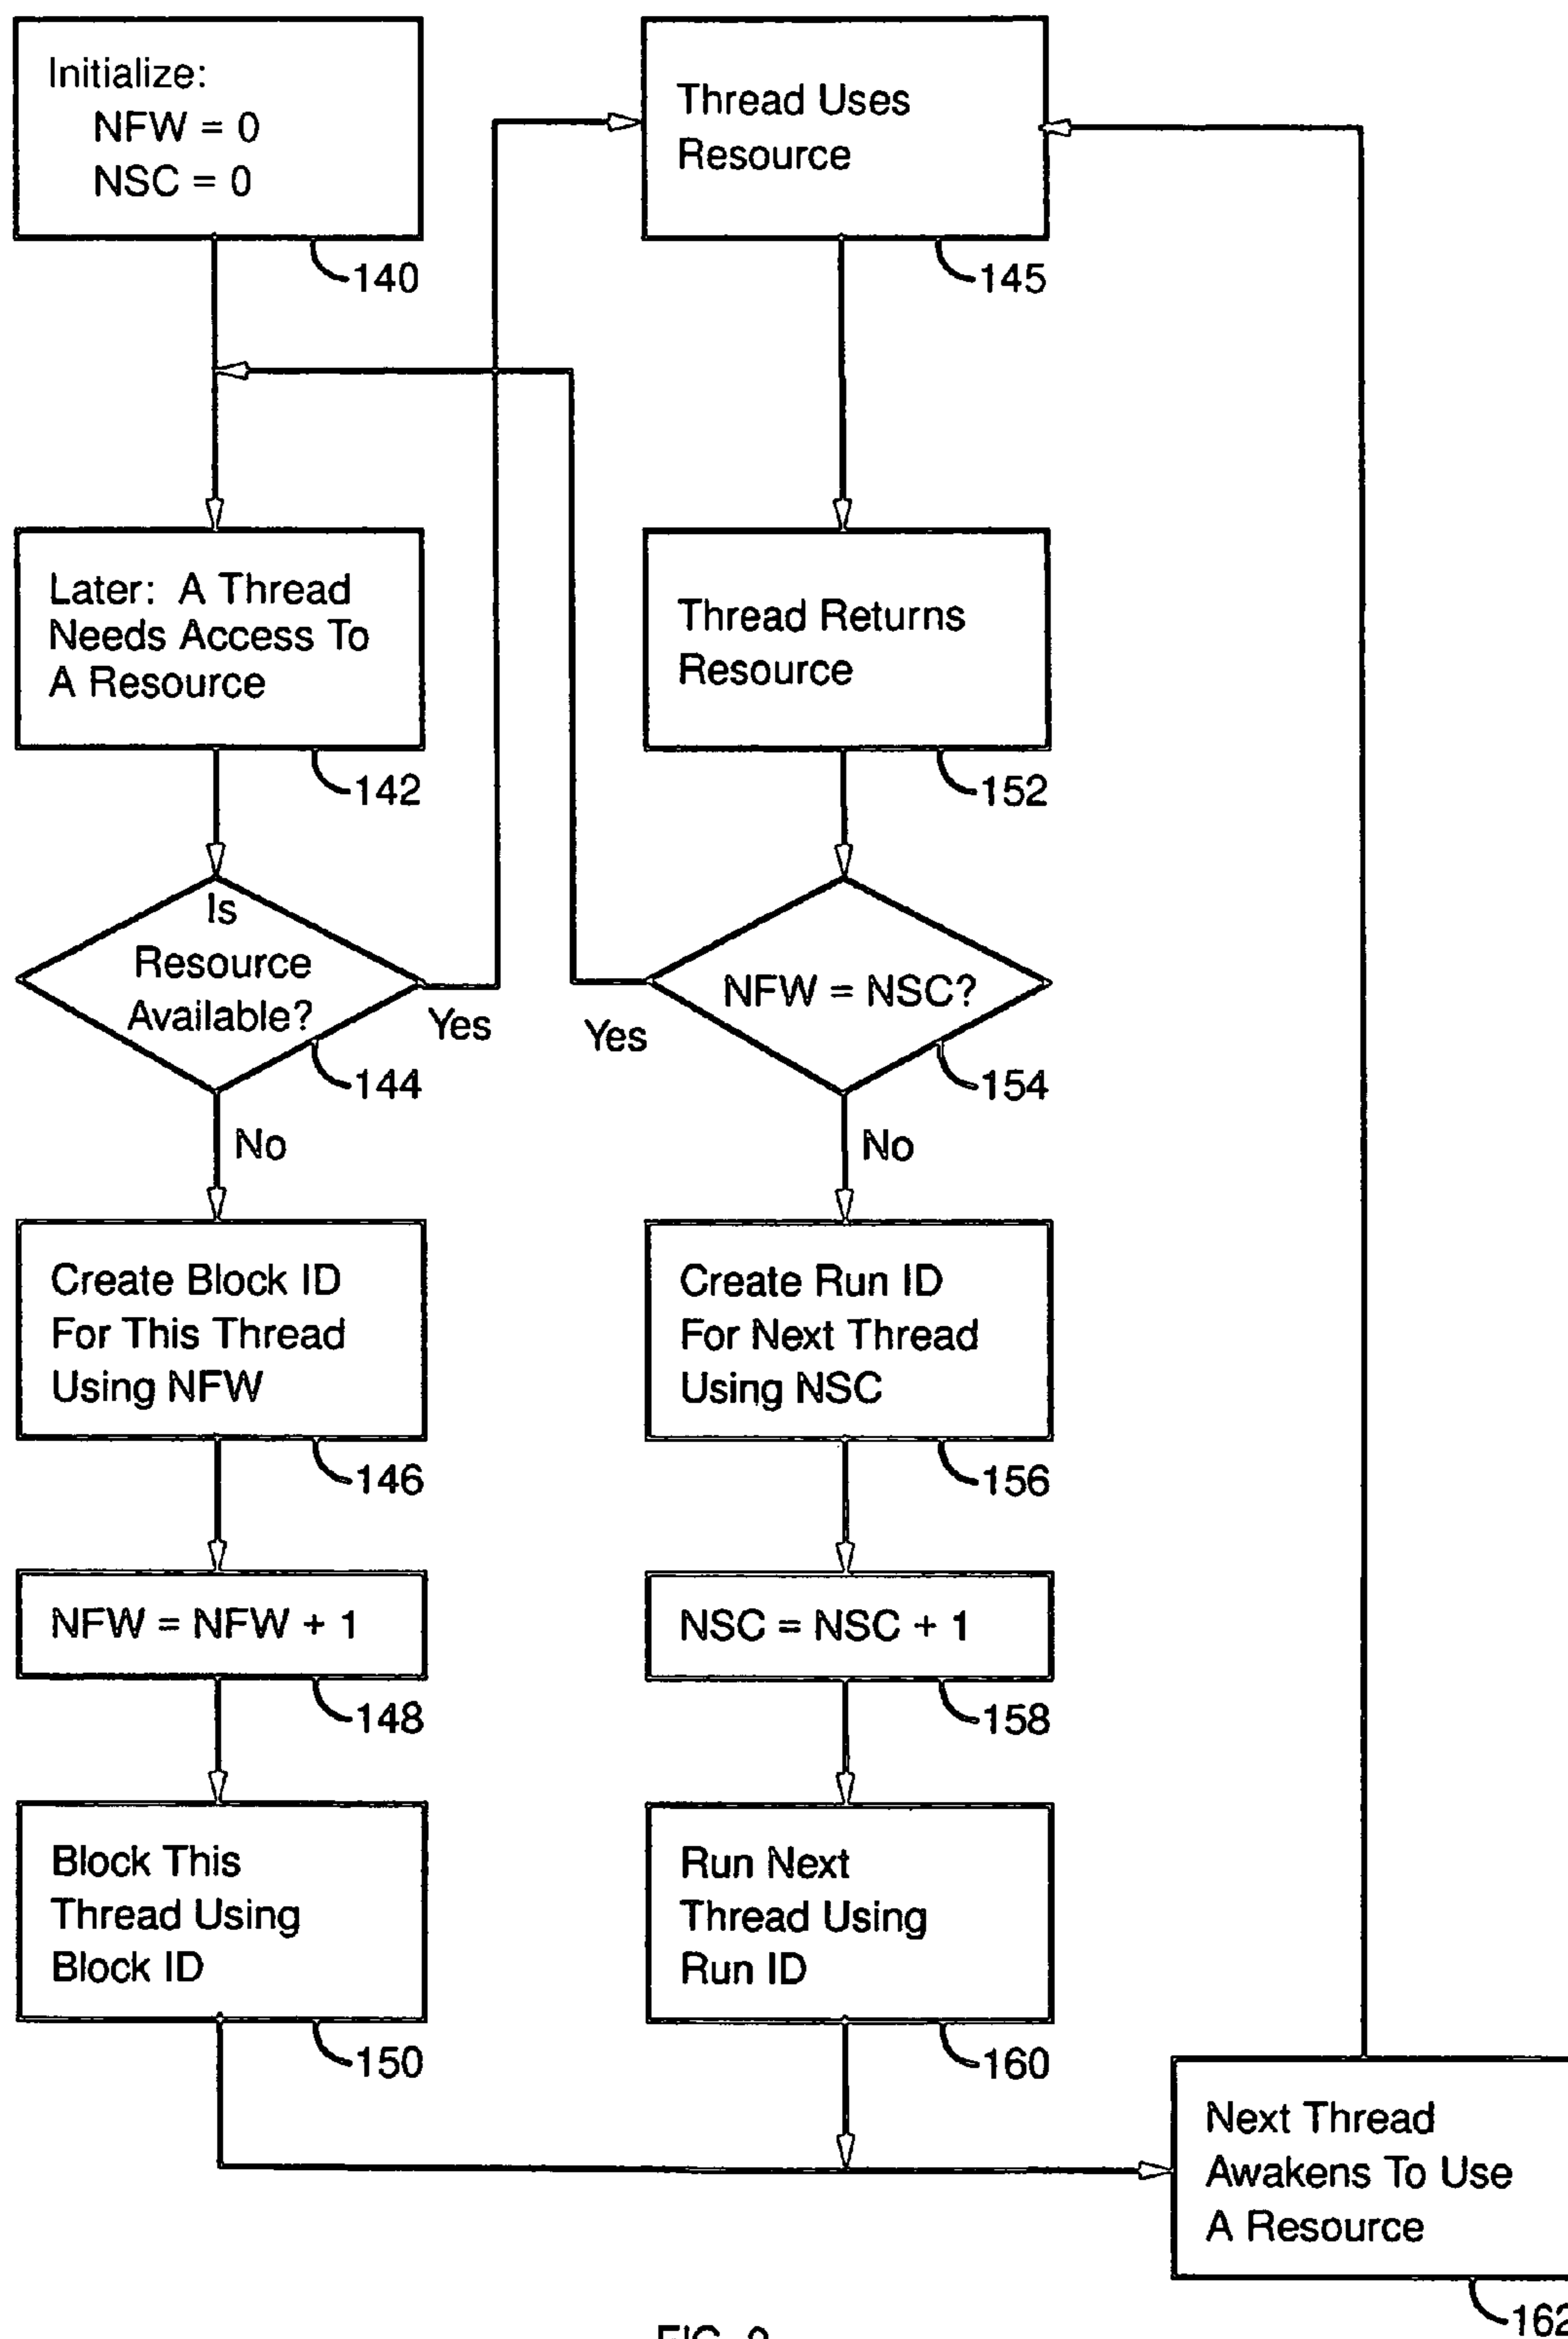 Initialize:
NFW = 0
NSC = 0
140
Thread Uses
Resource
145
Later: A Thread
Needs Access To
A Resource
142
Thread Returns
Resource
152
Is
Resource
Available?
Yes
144
No
NFW = NSC?
Yes
154
No
Create Block ID
For This Thread
Using NFW
146
Create Run ID
For Next Thread
Using NSC
156
NFW = NFW + 1
148
NSC = NSC + 1
158
Block This
Thread Using
Block ID
150
Run Next
Thread Using
Run ID
160
Next Thread
Awakens To Use
A Resource
162
FIG.